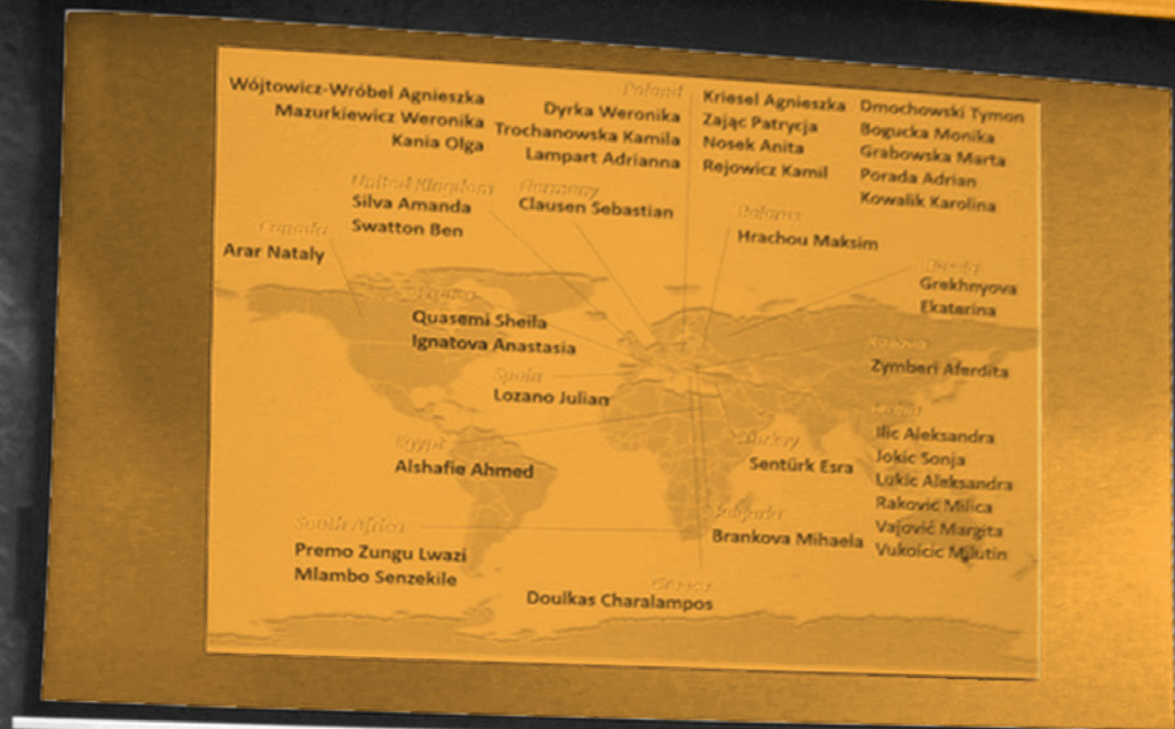 Wójtowicz-Wróbel Agnieszka
Mazurkiewicz Weronika
Kania Olga
Poland
Dyrka Weronika
Trochanowska Kamila
Lampart Adrianna
Kriesel Agnieszka
Zając Patrycja
Nosek Anita
Rejowicz Kamil
Dmochowski Tymon
Bogucka Monika
Grabowska Marta
Porada Adrian
Kowalik Karolina
United Kingdom
Silva Amanda
Swatton Ben
Germany
Clausen Sebastian
Belarus
Hrachou Maksim
Canada
Arar Nataly
Russia
Grekhnyova
Ekaterina
Quasemi Sheila
Ignatova Anastasia
Kosovo
Zymberi Aferdita
Spain
Lozano Julian
Ilic Aleksandra
Jokic Sonja
Lukic Aleksandra
Raković Milica
Vajović Margita
Vukoicic Milutin
Egypt
Alshafie Ahmed
Turkey
Sentürk Esra
South Africa
Premo Zungu Lwazi
Mlambo Senzekile
Bulgaria
Brankova Mihaela
Greece
Doulkas Charalampos